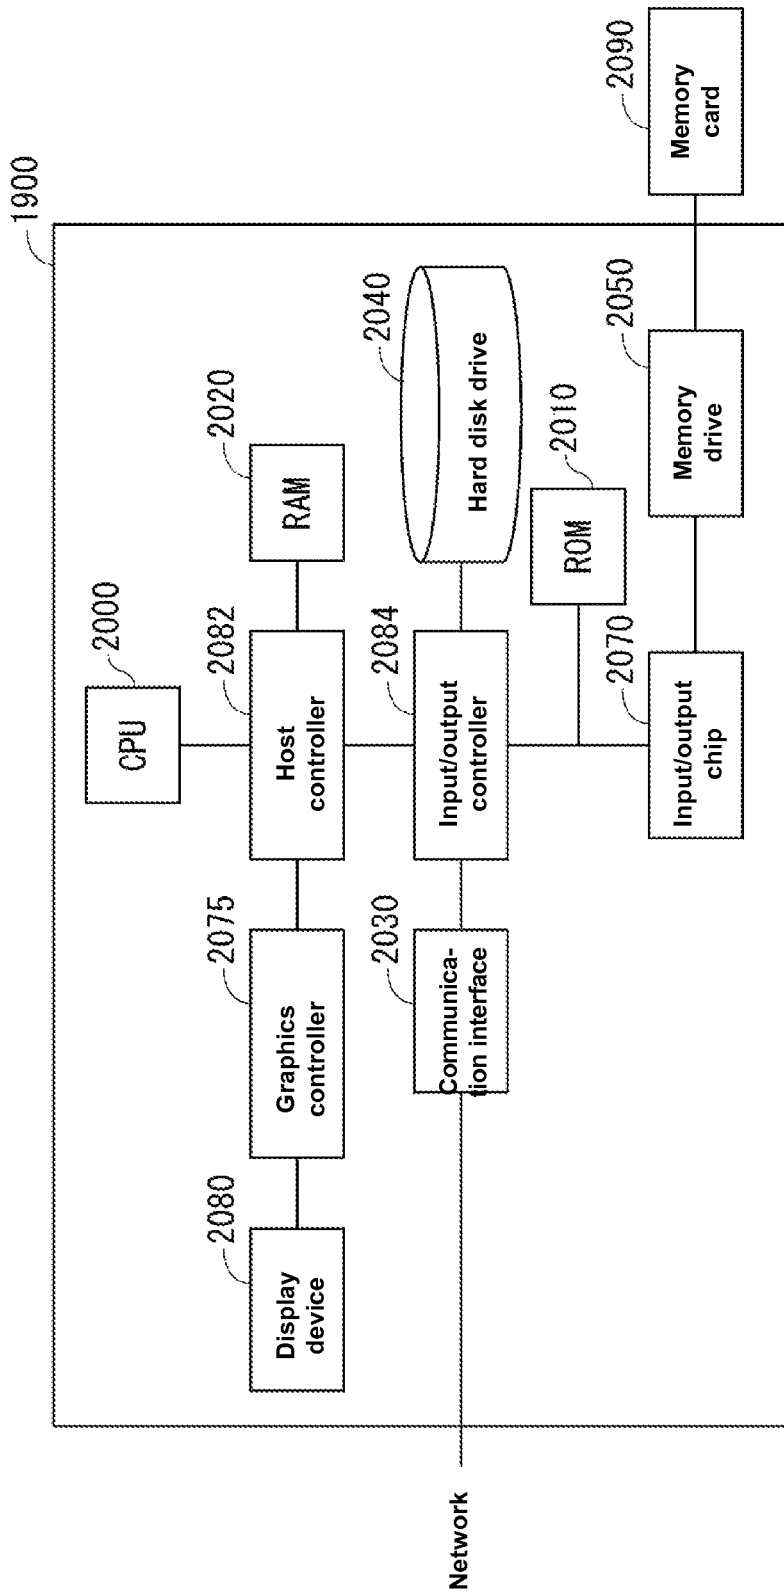 1900
2000
CPU
2080
Display
device
2075
Graphics
controller
2082
Host
controller
2020
RAM
2030
Communica-
tion interface
2084
Input/output
controller
2040
Hard disk drive
Network
2010
ROM
2070
Input/output
chip
2050
Memory
drive
2090
Memory
card